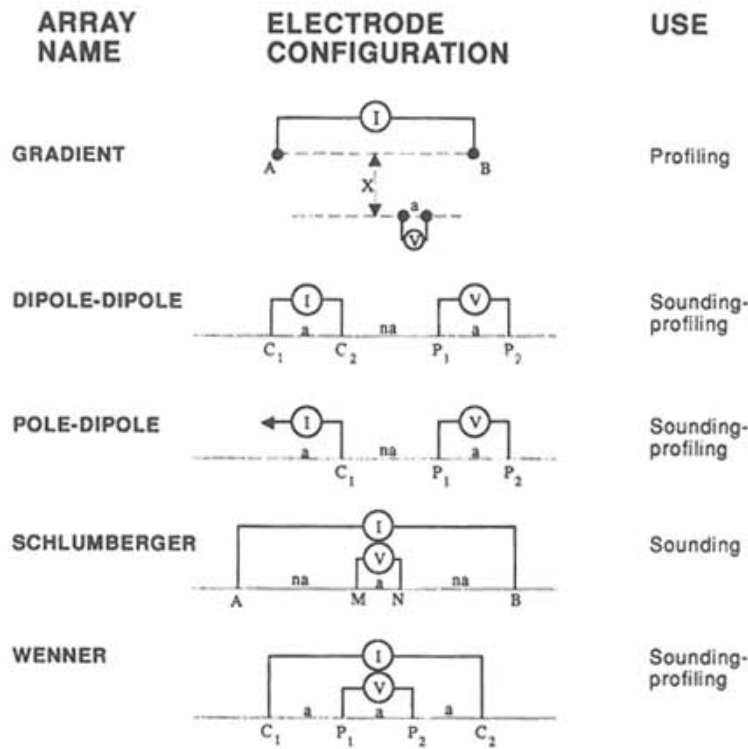 ARRAY NAME
ELECTRODE CONFIGURATION
USE
GRADIENT
I
A
B
X
a
V
Profiling
DIPOLE-DIPOLE
I
V
a
na
a
C1
C2
P1
P2
Sounding-
profiling
POLE-DIPOLE
I
V
a
na
a
C1
P1
P2
Sounding-
profiling
SCHLUMBERGER
I
V
na
a
na
A
M
N
B
Sounding
WENNER
I
V
a
a
a
C1
P1
P2
C2
Sounding-
profiling